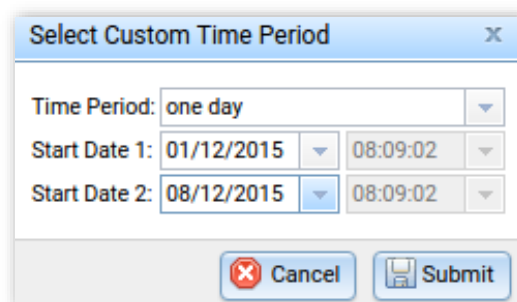 Select Custom Time Period x
Time Period: one day
Start Date 1: 01/12/2015 08:09:02
Start Date 2: 08/12/2015 08:09:02
Cancel Submit